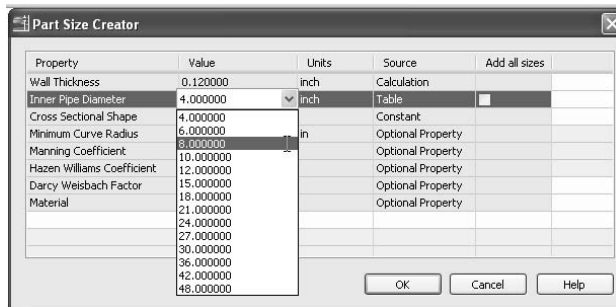 Part Size Creator
Property Value Units Source Add all sizes
Wall Thickness 0.120000 inch Calculation
Inner Pipe Diameter 4.000000 inch Table
Cross Sectional Shape 4.000000 Constant
Minimum Curve Radius 6.000000 in Optional Property
Manning Coefficient 8.000000 Optional Property
Hazen Williams Coefficient 10.000000 Optional Property
Darcy Weisbach Factor 12.000000 Optional Property
Material 15.000000 Optional Property
18.000000
21.000000
24.000000
27.000000
30.000000
36.000000
42.000000
48.000000
OK Cancel Help